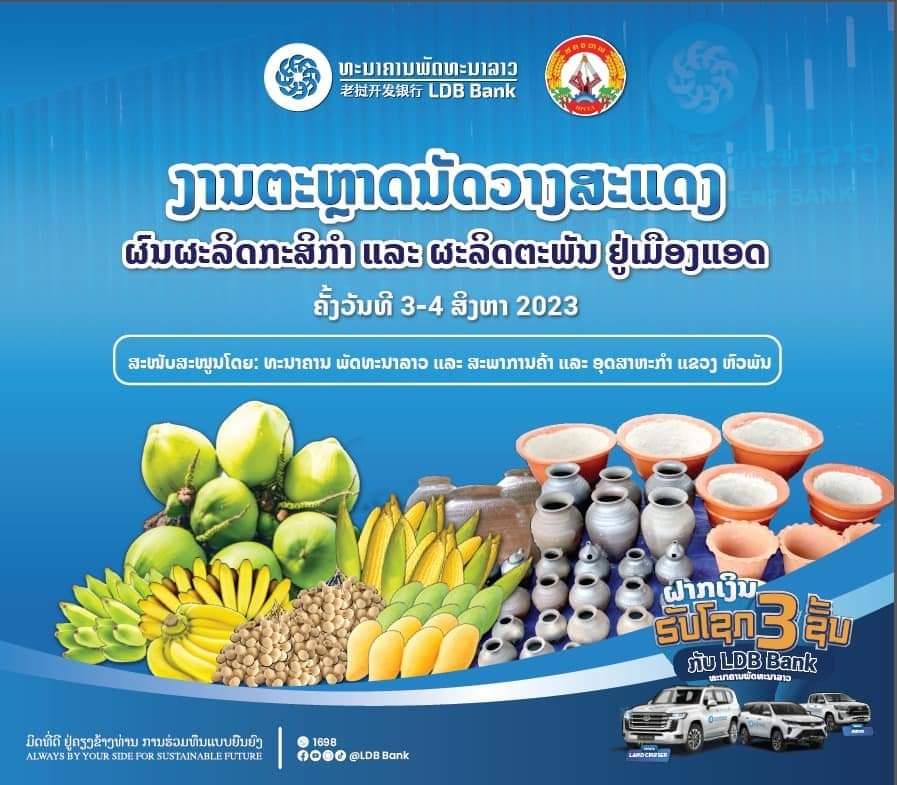 ທະນາຄານພັດທະນາລາວ
老挝开发银行 LDB Bank
ງານຕະຫຼາດນັດວາງສະແດງ
ຜົນຜະລິດກະສິກຳ ແລະ ຜະລິດຕະພັນ ຢູ່ເມືອງແອດ
ຄັ້ງວັນທີ 3-4 ສິງຫາ 2023
ສະໜັບສະໜູນໂດຍ: ທະນາຄານ ພັດທະນາລາວ ແລະ ສະພາການຄ້າ ແລະ ອຸດສາຫະກຳ ແຂວງ ຫົວພັນ
ຝາກເງິນ
ຮັບໂຊກ 3 ຊັ້ນ
ກັບ LDB Bank
ທະນາຄານພັດທະນາລາວ
LAND CRUISER
ມິດທີ່ດີ ຢູ່ຄຽງຂ້າງທ່ານ ການຮ່ວມທຶນແບບຍືນຍົງ
ALWAYS BY YOUR SIDE FOR SUSTAINABLE FUTURE
1698
@LDB Bank